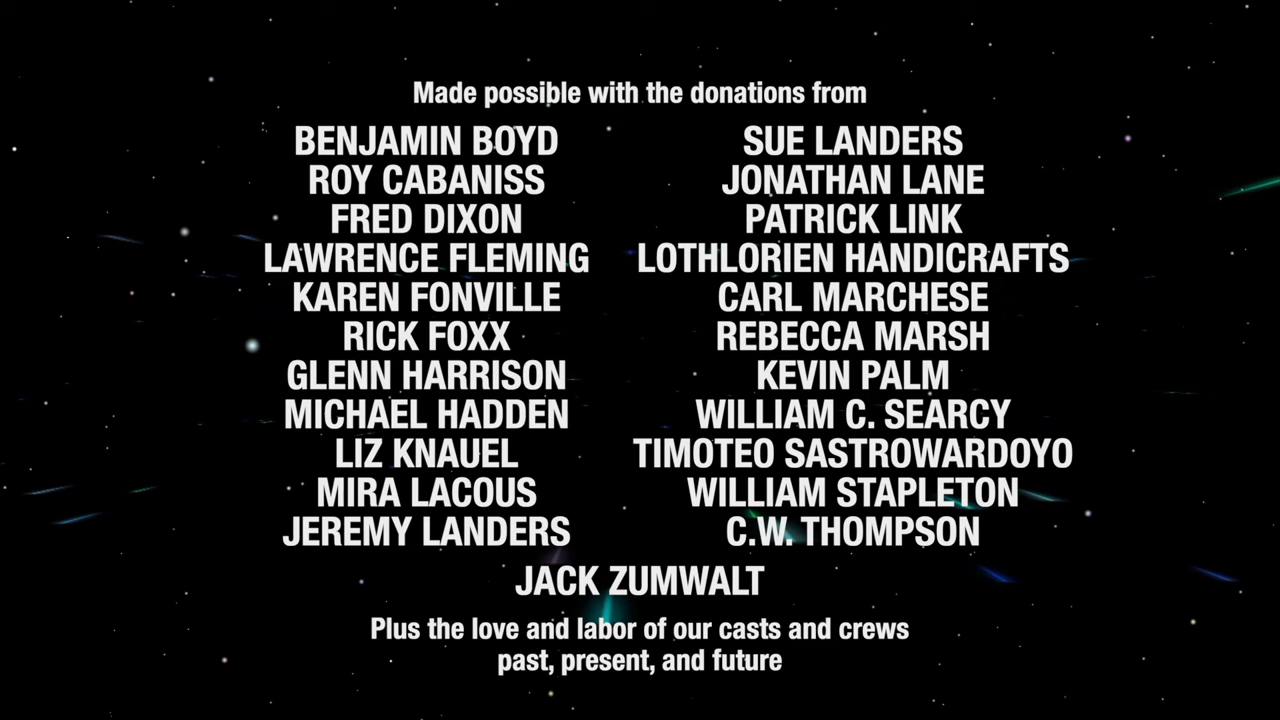 Made possible with the donations from
BENJAMIN BOYD
ROY CABANISS
FRED DIXON
LAWRENCE FLEMING
KAREN FONVILLE
RICK FOXX
GLENN HARRISON
MICHAEL HADDEN
LIZ KNAUEL
MIRA LACOUS
JEREMY LANDERS
SUE LANDERS
JONATHAN LANE
PATRICK LINK
LOTHLORIEN HANDICRAFTS
CARL MARCHESE
REBECCA MARSH
KEVIN PALM
WILLIAM C. SEARCY
TIMOTEO SASTROWARDOYO
WILLIAM STAPLETON
C.W. THOMPSON
JACK ZUMWALT
Plus the love and labor of our casts and crews
past, present, and future